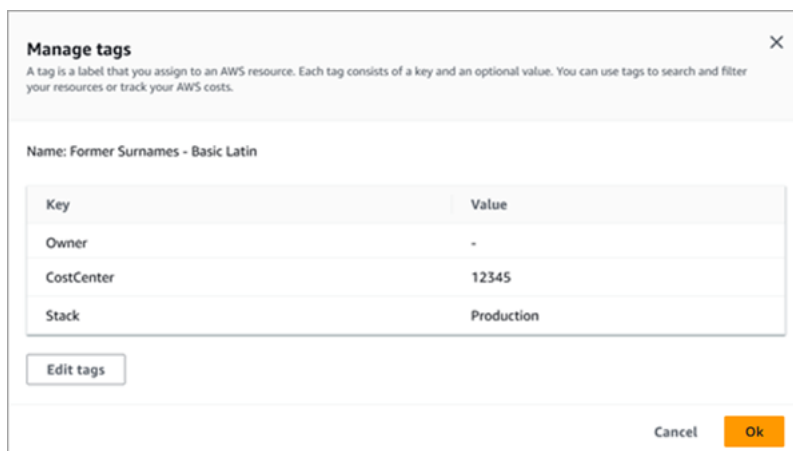 Manage tags
A tag is a label that you assign to an AWS resource. Each tag consists of a key and an optional value. You can use tags to search and filter
your resources or track your AWS costs.
Name: Former Surnames - Basic Latin
Key Value
Owner -
CostCenter 12345
Stack Production
Edit tags
Cancel Ok